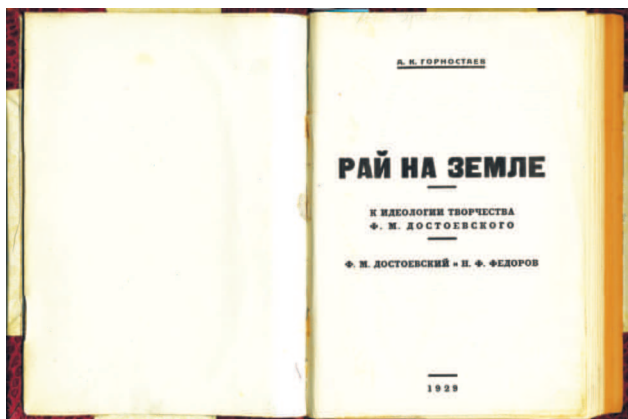 А. К. ГОРНОСТАЕВ
РАЙ НА ЗЕМЛЕ
К ИДЕОЛОГИИ ТВОРЧЕСТВА
Ф. М. ДОСТОЕВСКОГО
Ф. М. ДОСТОЕВСКИЙ и Н. Ф. ФЕДОРОВ
1929